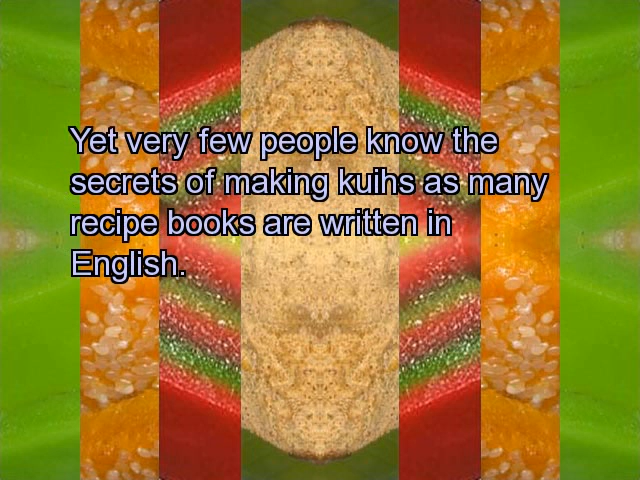 Yet very few people know the
secrets of making kuihs as many
recipe books are written in
English.